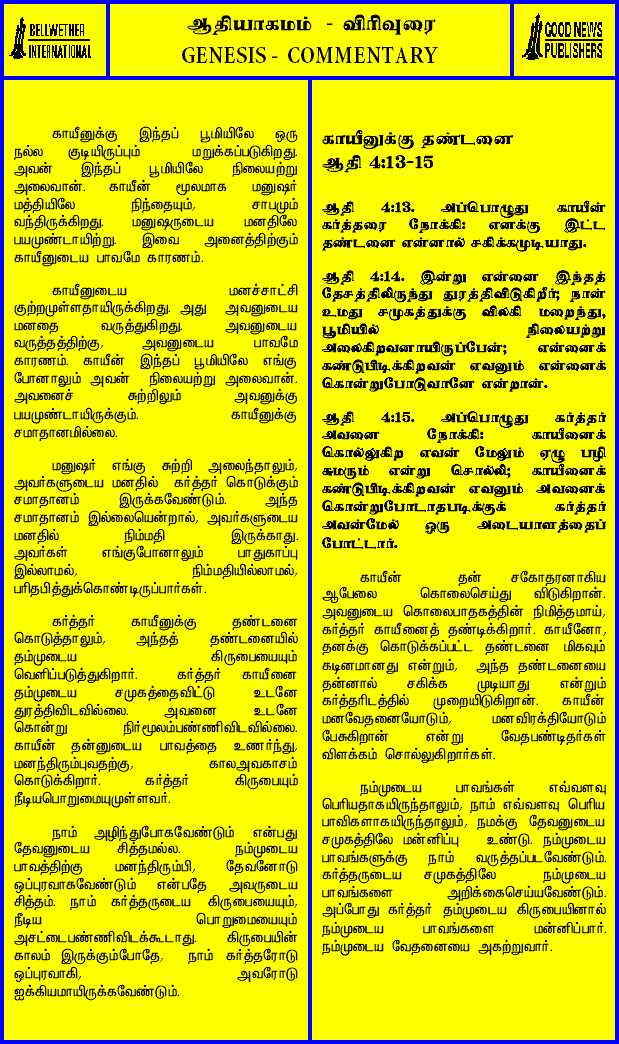 BELLWETHER
INTERNATIONAL
ஆதியாகமம் - விரிவுரை
GENESIS - COMMENTARY
GOOD NEWS
PUBLISHERS
காயீனுக்கு இந்தப் பூமியிலே ஒரு
நல்ல குடியிருப்பும் மறுக்கப்படுகிறது.
அவன் இந்தப் பூமியிலே நிலையற்று
அலைவான். காயீன் மூலமாக மனுஷர்
மத்தியிலே நிந்தையும், சாபமும்
வந்திருக்கிறது. மனுஷருடைய மனதிலே
பயமுண்டாயிற்று. இவை அனைத்திற்கும்
காயீனுடைய பாவமே காரணம்.
காயீனுடைய மனச்சாட்சி
குற்றமுள்ளதாயிருக்கிறது. அது அவனுடைய
மனதை வருத்துகிறது. அவனுடைய
வருத்தத்திற்கு, அவனுடைய பாவமே
காரணம். காயீன் இந்தப் பூமியிலே எங்கு
போனாலும் அவன் நிலையற்று அலைவான்.
அவனைச் சுற்றிலும் அவனுக்கு
பயமுண்டாயிருக்கும். காயீனுக்கு
சமாதானமில்லை.
மனுஷர் எங்கு சுற்றி அலைந்தாலும்,
அவர்களுடைய மனதில் கர்த்தர் கொடுக்கும்
சமாதானம் இருக்கவேண்டும். அந்த
சமாதானம் இல்லையென்றால், அவர்களுடைய
மனதில் நிம்மதி இருக்காது.
அவர்கள் எங்குபோனாலும் பாதுகாப்பு
இல்லாமல், நிம்மதியில்லாமல்,
பரிதபித்துக்கொண்டிருப்பார்கள்.
கர்த்தர் காயீனுக்கு தண்டனை
கொடுத்தாலும், அந்தத் தண்டனையில்
தம்முடைய கிருபையையும்
வெளிப்படுத்துகிறார். கர்த்தர் காயீனை
தம்முடைய சமுகத்தைவிட்டு உடனே
துரத்திவிடவில்லை. அவனை உடனே
கொன்று நிர்மூலம்பண்ணிவிடவில்லை.
காயீன் தன்னுடைய பாவத்தை உணர்ந்து,
மனந்திரும்புவதற்கு, காலஅவகாசம்
கொடுக்கிறார். கர்த்தர் கிருபையும்
நீடியபொறுமையுமுள்ளவர்.
நாம் அழிந்துபோகவேண்டும் என்பது
தேவனுடைய சித்தமல்ல. நம்முடைய
பாவத்திற்கு மனந்திரும்பி, தேவனோடு
ஒப்புரவாகவேண்டும் என்பதே அவருடைய
சித்தம். நாம் கர்த்தருடைய கிருபையையும்,
நீடிய பொறுமையையும்
அசட்டைபண்ணிவிடக்கூடாது. கிருபையின்
காலம் இருக்கும்போதே, நாம் கர்த்தரோடு
ஒப்புரவாகி, அவரோடு
ஐக்கியமாயிருக்கவேண்டும்.
காயீனுக்கு தண்டனை
ஆதி 4:13-15
ஆதி 4:13. அப்பொழுது காயீன்
கர்த்தரை நோக்கி: எனக்கு இட்ட
தண்டனை என்னால் சகிக்கமுடியாது.
ஆதி 4:14. இன்று என்னை இந்தத்
தேசத்திலிருந்து துரத்திவிடுகிறீர்; நான்
உமது சமுகத்துக்கு விலகி மறைந்து,
பூமியில் நிலையற்று
அலைகிறவனாயிருப்பேன்; என்னைக்
கண்டுபிடிக்கிறவன் எவனும் என்னைக்
கொன்றுபோடுவானே என்றான்.
ஆதி 4:15. அப்பொழுது கர்த்தர்
அவனை நோக்கி: காயீனைக்
கொல்லுகிற எவன் மேலும் ஏழு பழி
சுமரும் என்று சொல்லி; காயீனைக்
கண்டுபிடிக்கிறவன் எவனும் அவனைக்
கொன்றுபோடாதபடிக்குக் கர்த்தர்
அவன்மேல் ஒரு அடையாளத்தைப்
போட்டார்.
காயீன் தன் சகோதரனாகிய
ஆபேலை கொலைசெய்து விடுகிறான்.
அவனுடைய கொலைபாதகத்தின் நிமித்தமாய்,
கர்த்தர் காயீனைத் தண்டிக்கிறார். காயீனோ,
தனக்கு கொடுக்கப்பட்ட தண்டனை மிகவும்
கடினமானது என்றும், அந்த தண்டனையை
தன்னால் சகிக்க முடியாது என்றும்
கர்த்தரிடத்தில் முறையிடுகிறான். காயீன்
மனவேதனையோடும், மனவிரக்தியோடும்
பேசுகிறான் என்று வேதபண்டிதர்கள்
விளக்கம் சொல்லுகிறார்கள்.
நம்முடைய பாவங்கள் எவ்வளவு
பெரியதாகயிருந்தாலும், நாம் எவ்வளவு பெரிய
பாவிகளாகயிருந்தாலும், நமக்கு தேவனுடைய
சமுகத்திலே மன்னிப்பு உண்டு. நம்முடைய
பாவங்களுக்கு நாம் வருத்தப்படவேண்டும்.
கர்த்தருடைய சமுகத்திலே நம்முடைய
பாவங்களை அறிக்கைசெய்யவேண்டும்.
அப்போது கர்த்தர் தம்முடைய கிருபையினால்
நம்முடைய பாவங்களை மன்னிப்பார்.
நம்முடைய வேதனையை அகற்றுவார்.